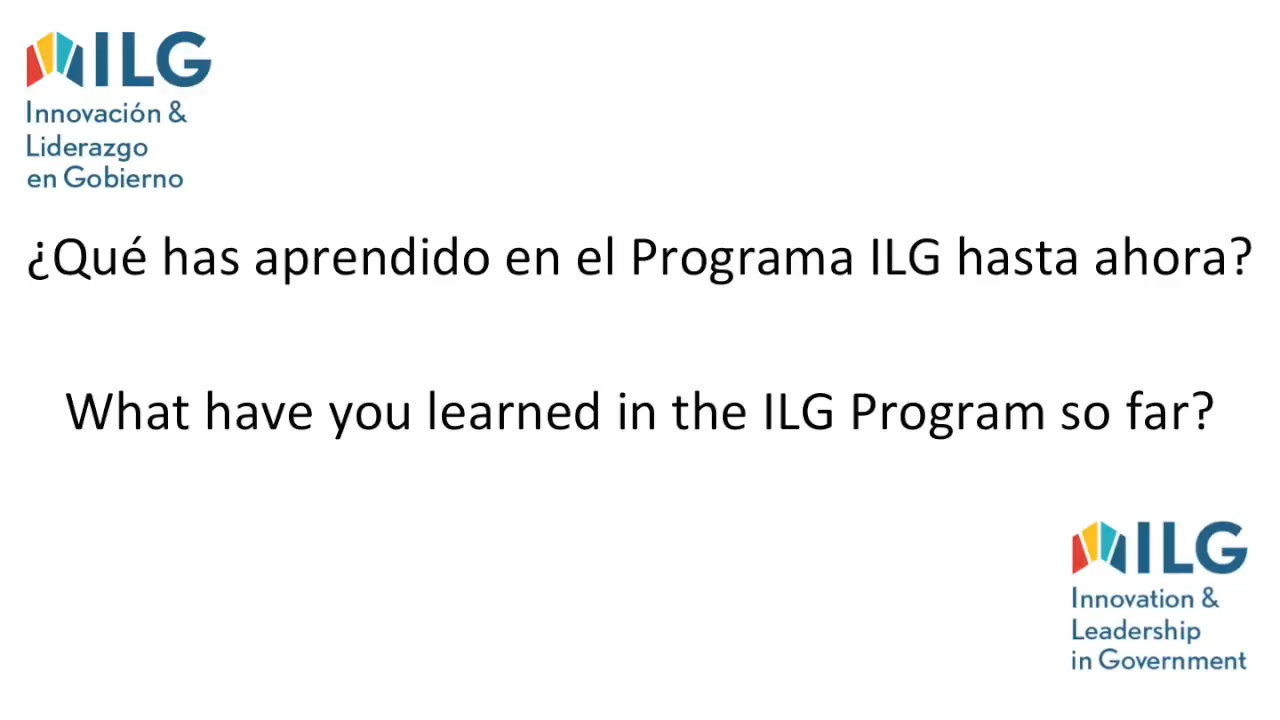 ILG
Innovación &
Liderazgo
en Gobierno
¿Qué has aprendido en el Programa ILG hasta ahora?
What have you learned in the ILG Program so far?
ILG
Innovation &
Leadership
in Government